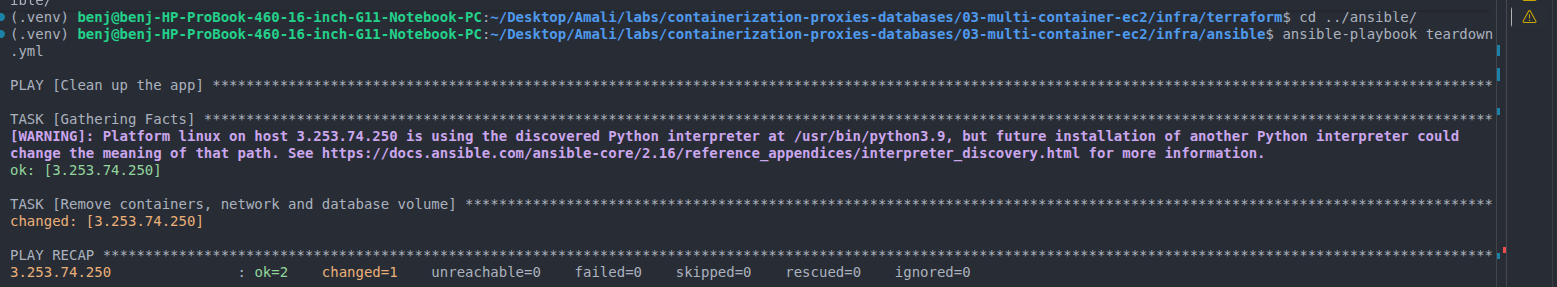 ible/
(.venv) benj@benj-HP-ProBook-460-16-inch-G11-Notebook-PC:~/Desktop/Amali/labs/containerization-proxies-databases/03-multi-container-ec2/infra/terraform$ cd ../ansible/
(.venv) benj@benj-HP-ProBook-460-16-inch-G11-Notebook-PC:~/Desktop/Amali/labs/containerization-proxies-databases/03-multi-container-ec2/infra/ansible$ ansible-playbook teardown
.yml
PLAY [Clean up the app] ********************************************************************************************************************************************************
TASK [Gathering Facts] *********************************************************************************************************************************************************
[WARNING]: Platform linux on host 3.253.74.250 is using the discovered Python interpreter at /usr/bin/python3.9, but future installation of another Python interpreter could
change the meaning of that path. See https://docs.ansible.com/ansible-core/2.16/reference_appendices/interpreter_discovery.html for more information.
ok: [3.253.74.250]
TASK [Remove containers, network and database volume] **************************************************************************************************************************
changed: [3.253.74.250]
PLAY RECAP *********************************************************************************************************************************************************************
3.253.74.250               : ok=2    changed=1    unreachable=0    failed=0    skipped=0    rescued=0    ignored=0